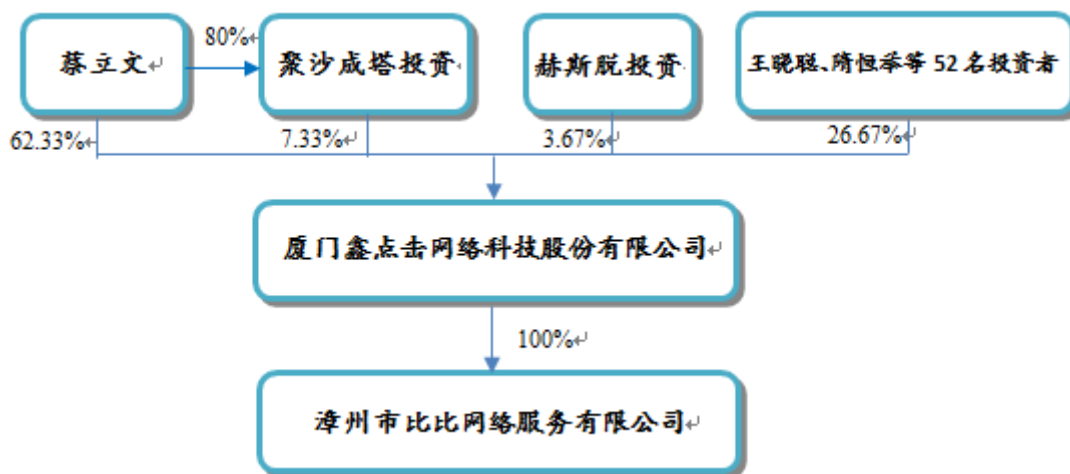 80%
蔡立文
聚沙成塔投资
赫斯脱投资
王晓聪、隋恒举等 52 名投资者
62.33%
7.33%
3.67%
26.67%
厦门鑫点击网络科技股份有限公司
100%
漳州市比比网络服务有限公司